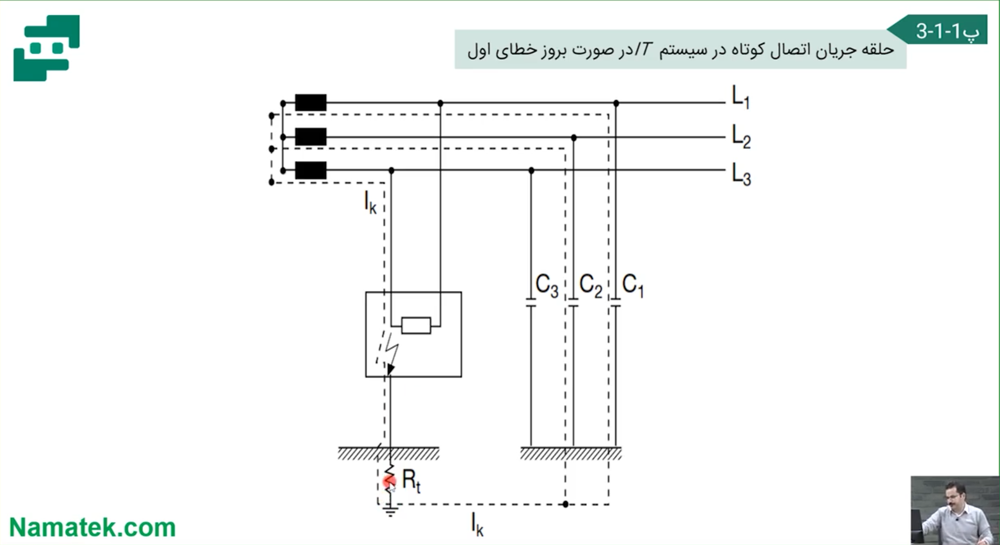 پ1-1-3
حلقه جریان اتصال کوتاه در سیستم IT در صورت بروز خطای اول
L1
L2
L3
Ik
C3 C2 C1
Rt
Ik
Namatek.com